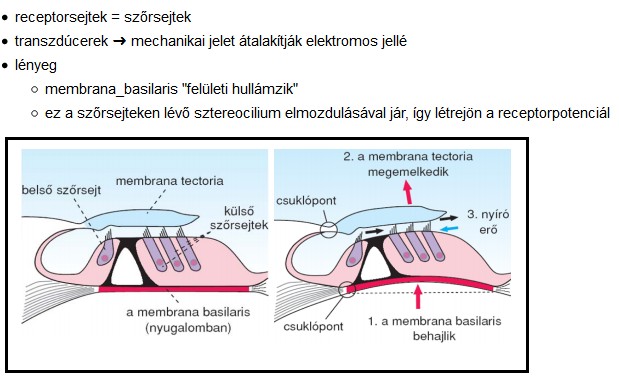 receptorsejtek = szőrsejtek
transzdúcerek ➜ mechanikai jelet átalakítják elektromos jellé
lényeg
membrana_basilaris "felületi hullámzik"
ez a szőrsejteken lévő sztereocilium elmozdulásával jár, így létrejön a receptorpotenciál
belső szőrsejt
membrana tectoria
külső
szőrsejtek
a membrana basilaris
(nyugalomban)
2. a membrana tectoria
megemelkedik
csuklópont
3. nyíró
erő
csuklópont
1. a membrana basilaris
behajlik